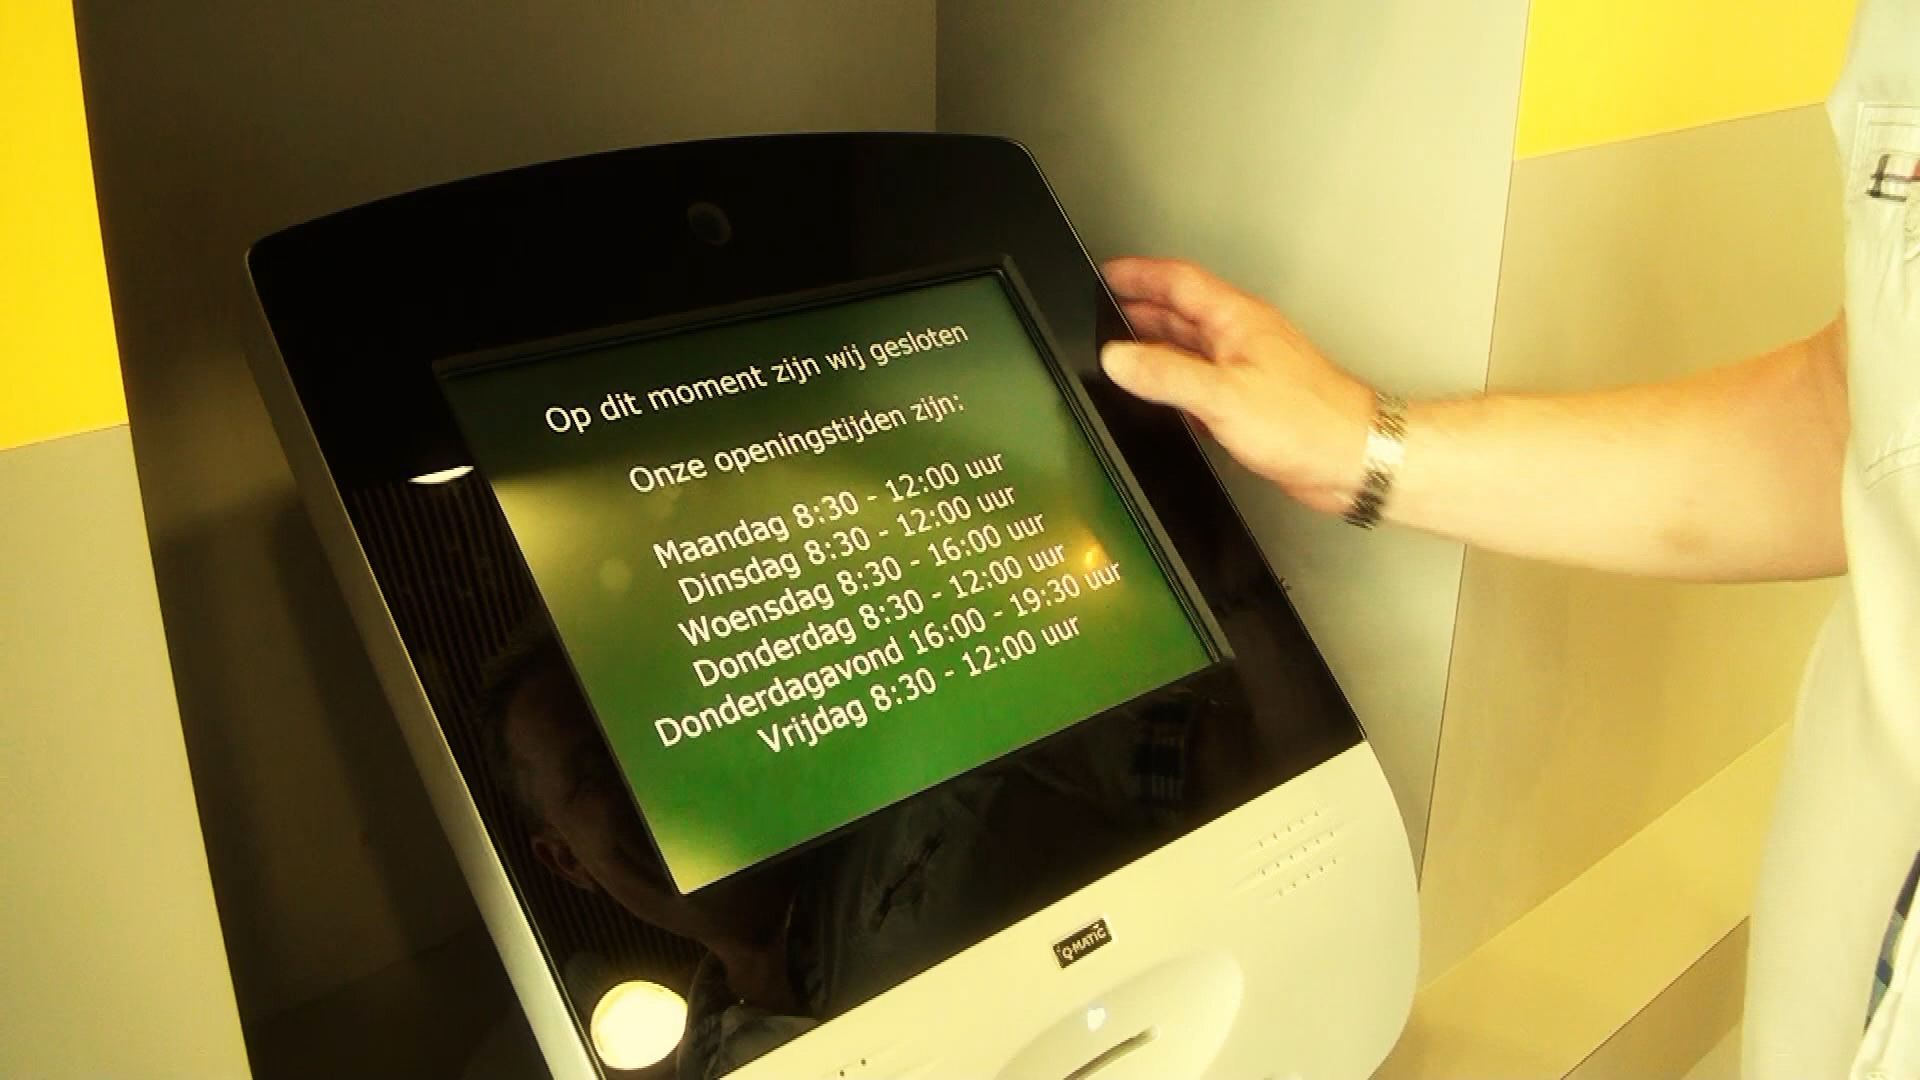 Op dit moment zijn wij gesloten
Onze openingstijden zijn:
Maandag 8:30 - 12:00 uur
Dinsdag 8:30 - 12:00 uur
Woensdag 8:30 - 16:00 uur
Donderdag 8:30 - 12:00 uur
Donderdagavond 16:00 - 19:30 uur
Vrijdag 8:30 - 12:00 uur
Q-MATIC